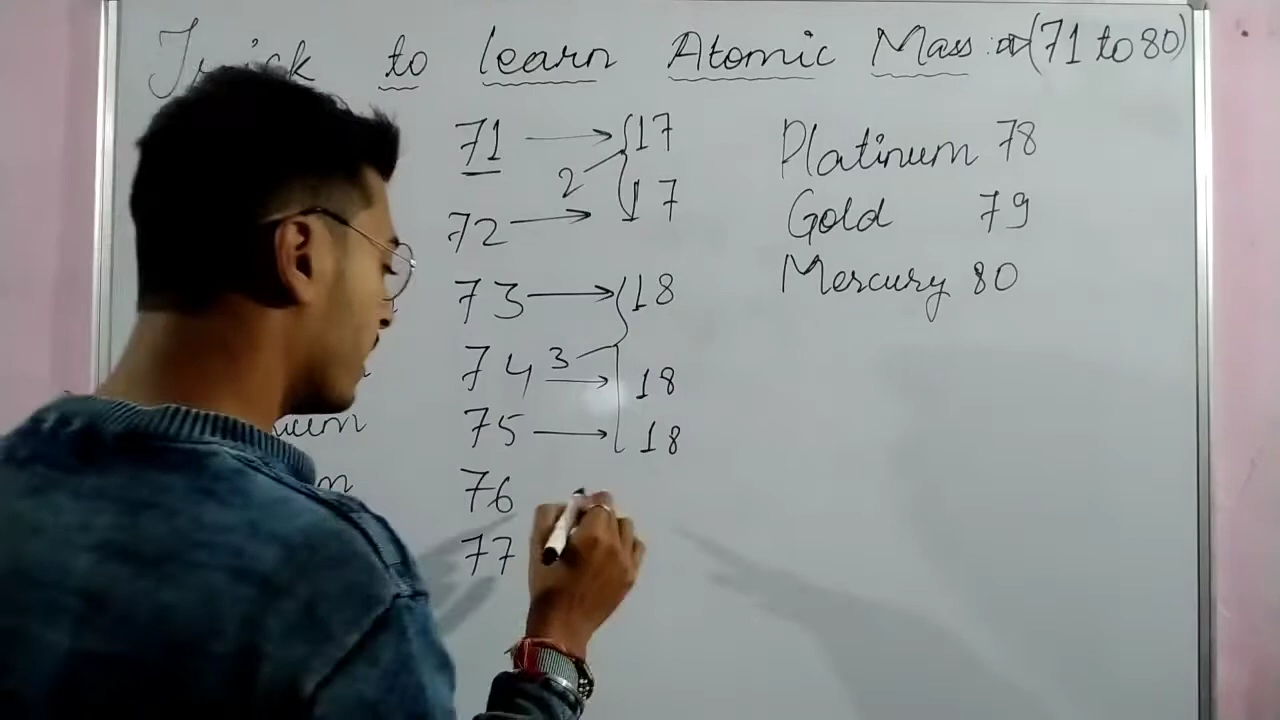 Trick to learn Atomic Mass : (71 to 80)
71 → 17
2
72 → 17
73 → 18
74 3 → 18
75 → 18
76
77
Platinum 78
Gold 79
Mercury 80